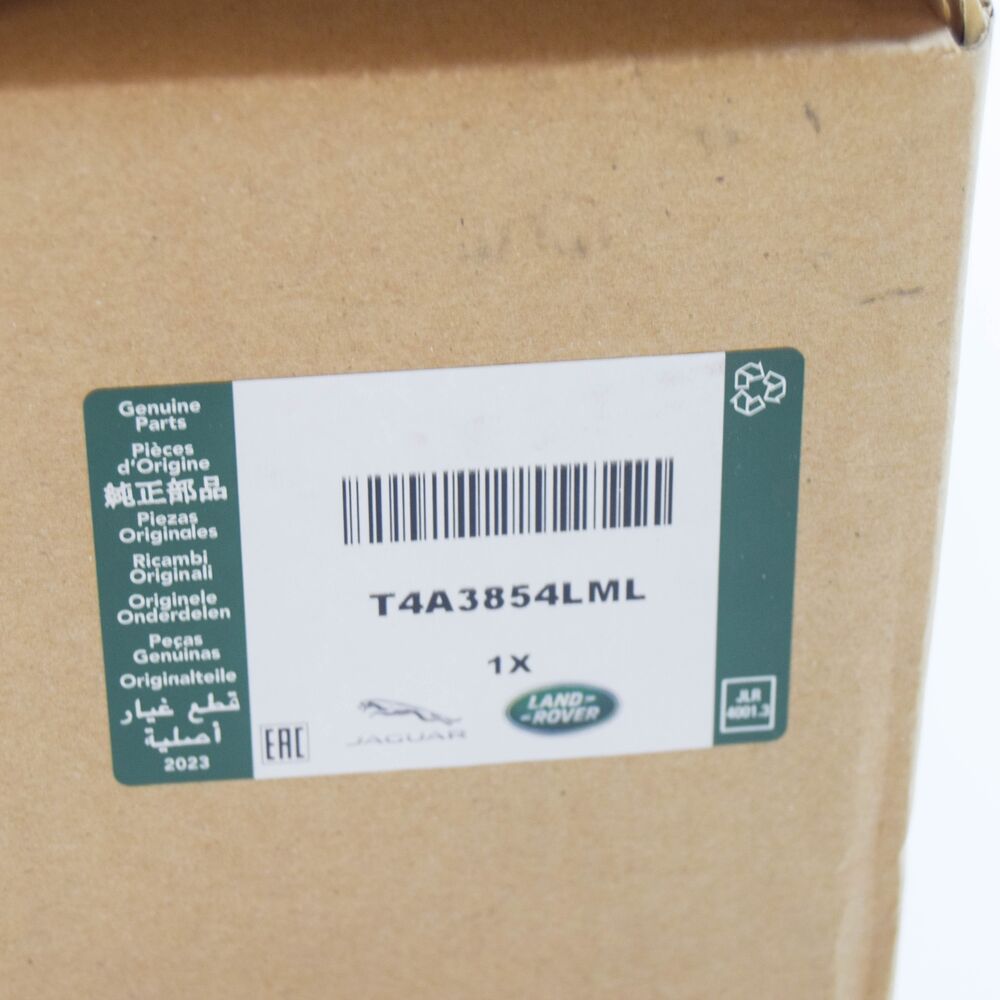 Genuine
Parts
Pièces
d'Origine
純正部品
Piezas
Originales
Ricambi
Originali
Originele
Onderdelen
Peças
Genuínas
Originalteile
قطع غيار
أصلية
2023
T4A3854LML
1X
EAC
JAGUAR
LAND-
-ROVER
JLR
4001.3